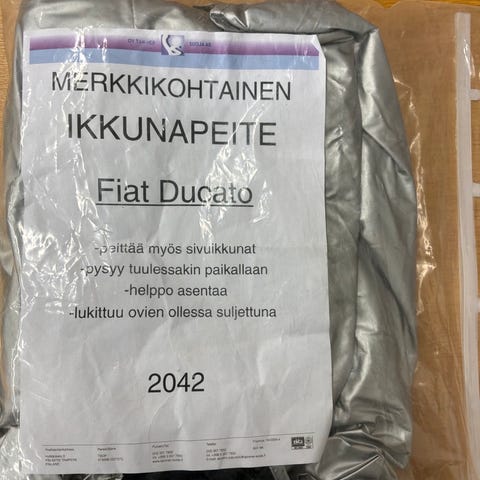 MERKKIKOHTAINEN
IKKUNAPEITE
Fiat Ducato
-peittää myös sivuikkunat
-pysyy tuulessakin paikallaan
-helppo asentaa
-lukittuu ovien ollessa suljettuna
2042